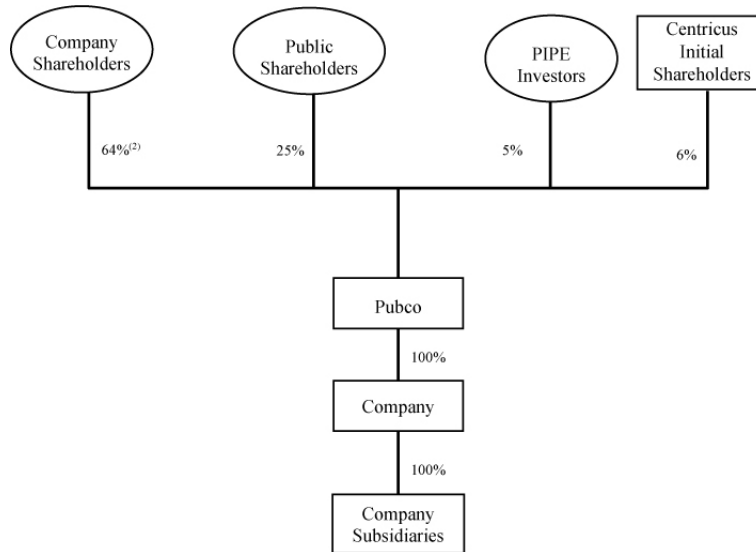 Company
Shareholders
Public
Shareholders
PIPE
Investors
Centricus
Initial
Shareholders
64%(2)
25%
5%
6%
Pubco
100%
Company
100%
Company
Subsidiaries